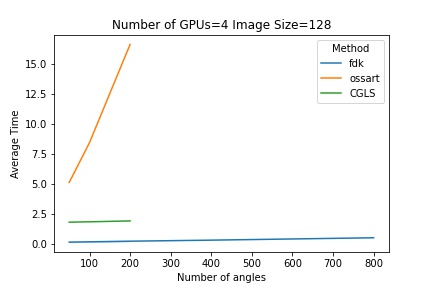 Number of GPUs=4 Image Size=128
Method
fdk
ossart
CGLS
Average Time
15.0
12.5
10.0
7.5
5.0
2.5
0.0
100 200 300 400 500 600 700 800
Number of angles